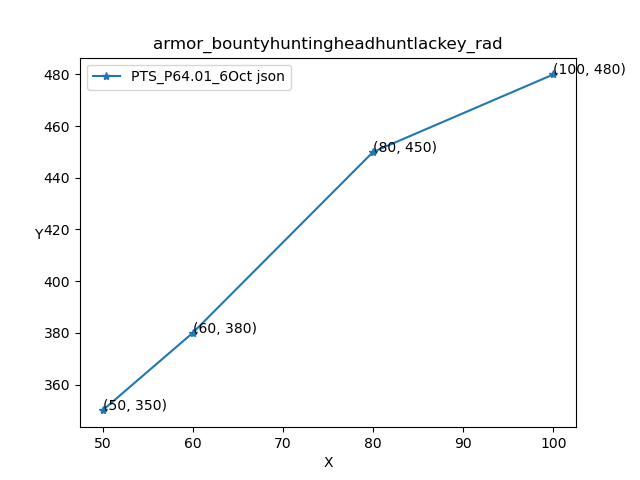 armor_bountyhuntingheadhuntlackey_rad
PTS_P64.01_6Oct json
480
(100, 480)
460
(80, 450)
440
420
Y
400
380
(60, 380)
360
(50, 350)
50 60 70 80 90 100
X